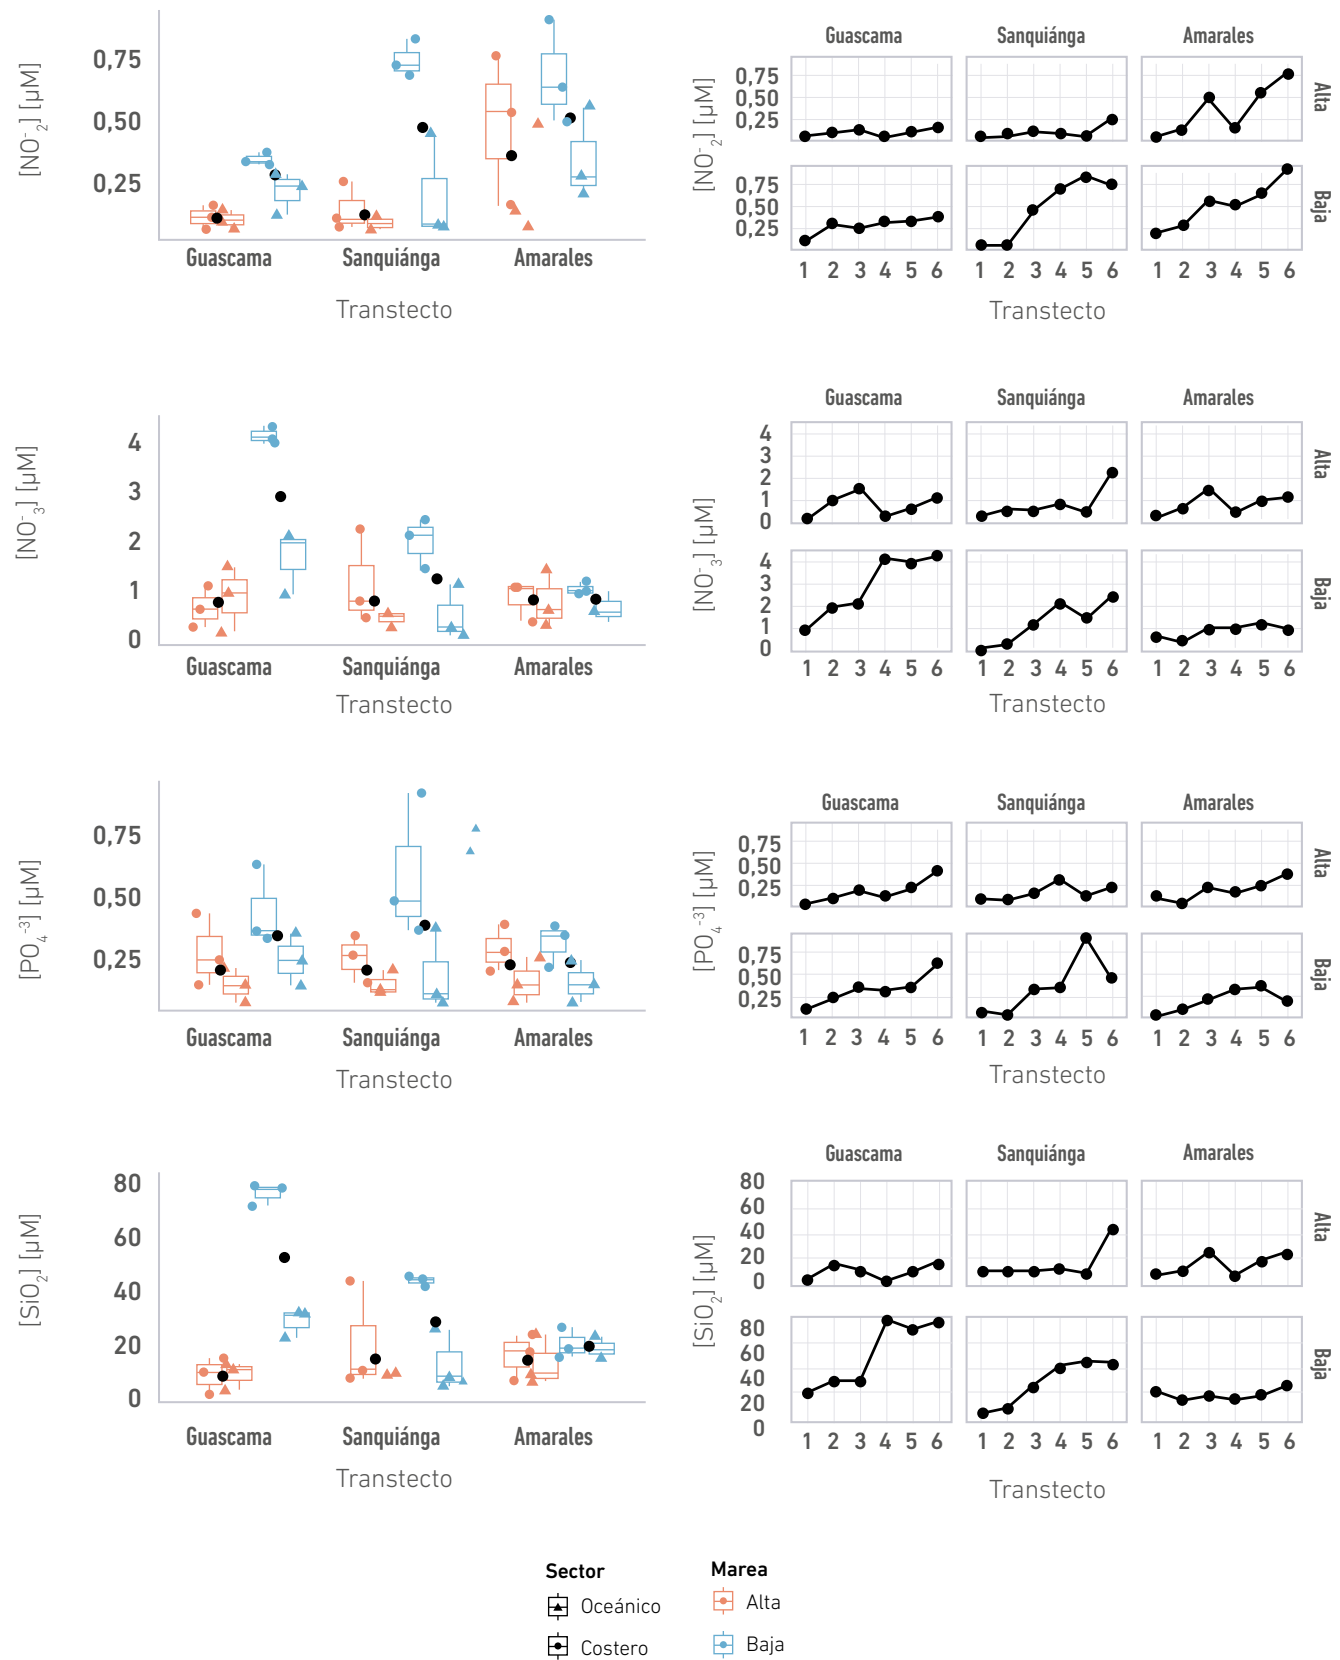 [NO₂⁻] [µM]
0,75
0,50
0,25
Guascama Sanquiánga Amarales
Transtecto
Guascama Sanquiánga Amarales
[NO₂⁻] [µM]
0,75
0,50
0,25
Alta
0,75
0,50
0,25
Baja
1 2 3 4 5 6 1 2 3 4 5 6 1 2 3 4 5 6
Transtecto
[NO₃⁻] [µM]
4
3
2
1
0
Guascama Sanquiánga Amarales
Transtecto
Guascama Sanquiánga Amarales
[NO₃⁻] [µM]
4
3
2
1
0
Alta
4
3
2
1
0
Baja
1 2 3 4 5 6 1 2 3 4 5 6 1 2 3 4 5 6
Transtecto
[PO₄⁻³] [µM]
0,75
0,50
0,25
Guascama Sanquiánga Amarales
Transtecto
Guascama Sanquiánga Amarales
[PO₄⁻³] [µM]
0,75
0,50
0,25
Alta
0,75
0,50
0,25
Baja
1 2 3 4 5 6 1 2 3 4 5 6 1 2 3 4 5 6
Transtecto
[SiO₂] [µM]
80
60
40
20
0
Guascama Sanquiánga Amarales
Transtecto
Guascama Sanquiánga Amarales
[SiO₂] [µM]
80
60
40
20
0
Alta
80
60
40
20
0
Baja
1 2 3 4 5 6 1 2 3 4 5 6 1 2 3 4 5 6
Transtecto
Sector
Oceánico
Costero
Marea
Alta
Baja